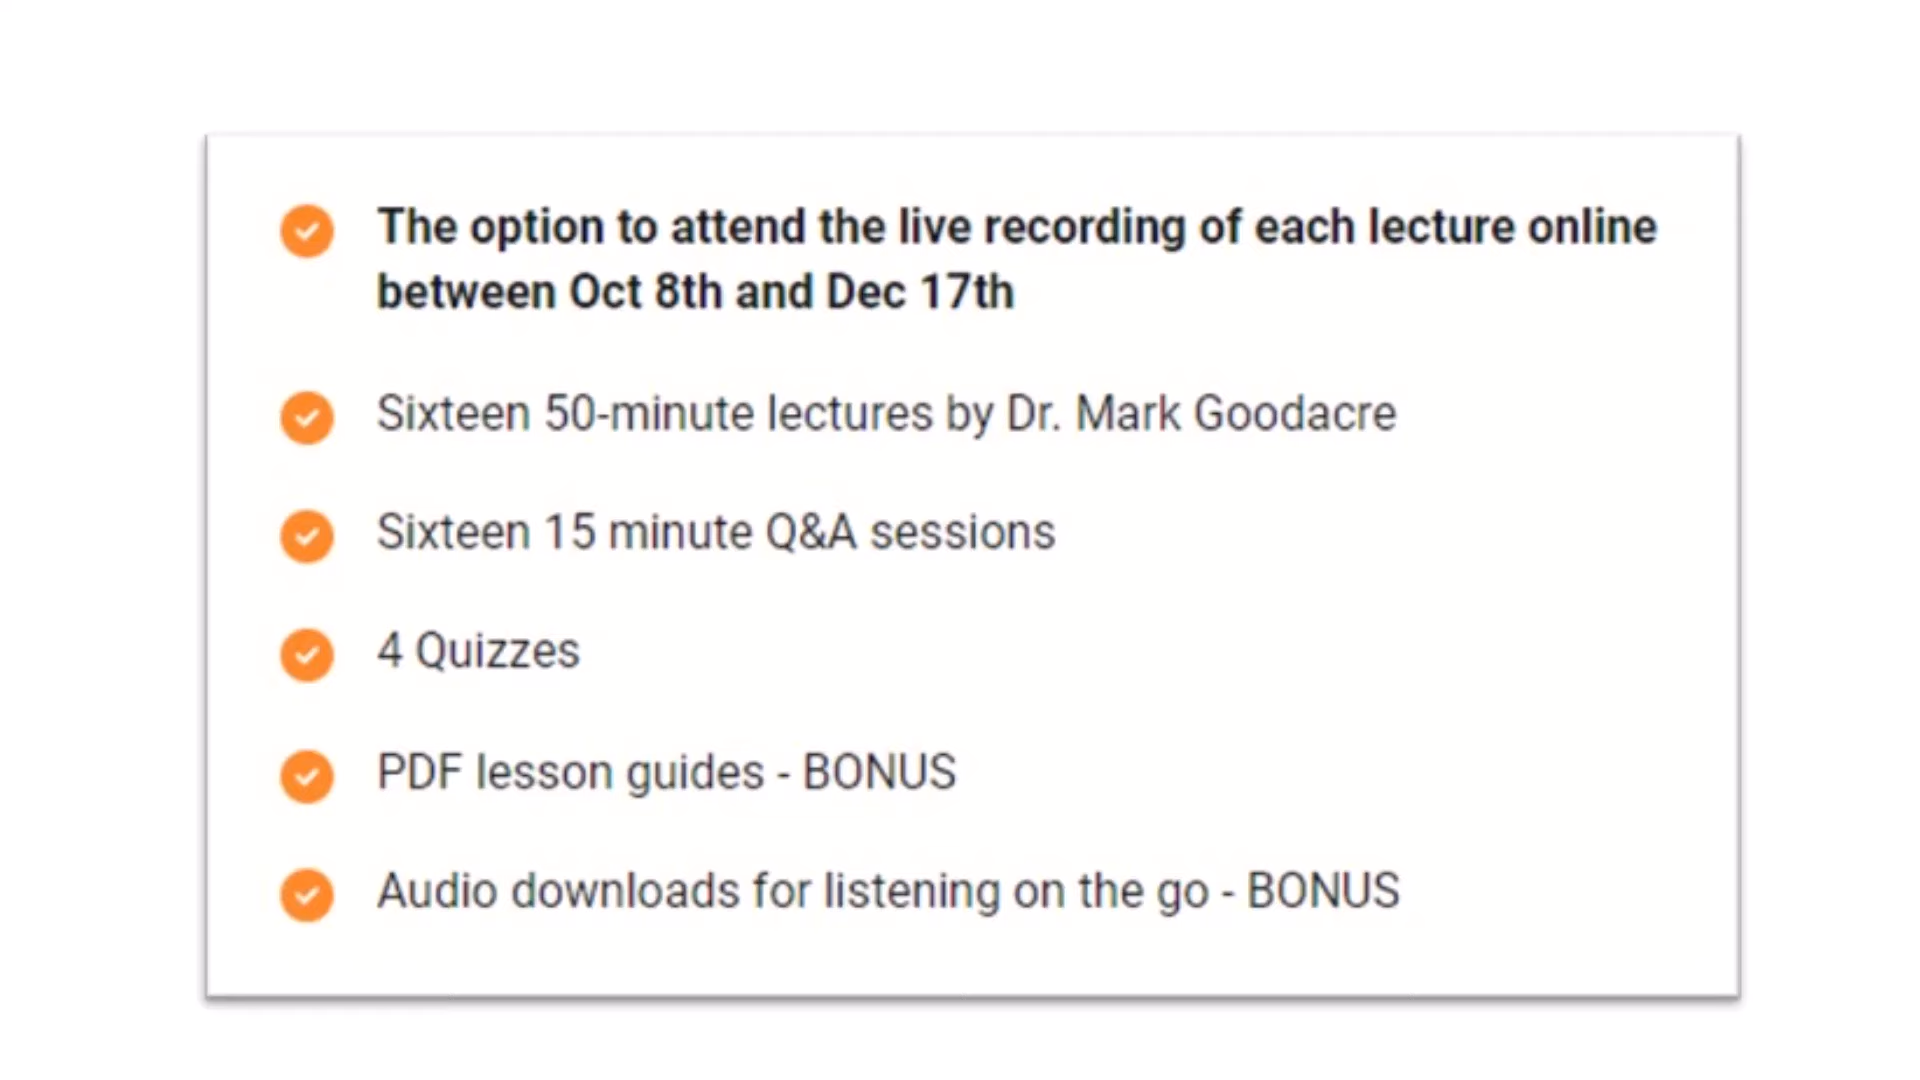 The option to attend the live recording of each lecture online
between Oct 8th and Dec 17th
Sixteen 50-minute lectures by Dr. Mark Goodacre
Sixteen 15 minute Q&A sessions
4 Quizzes
PDF lesson guides - BONUS
Audio downloads for listening on the go - BONUS